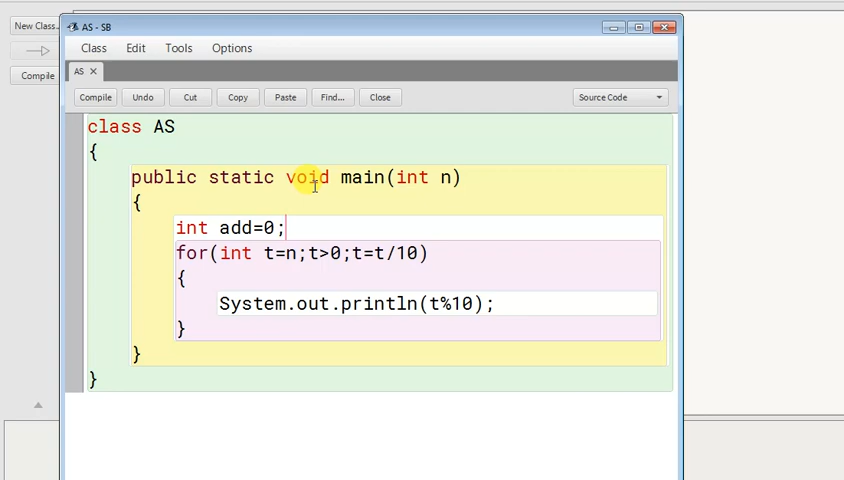 AS - SB
New Class...
Class Edit Tools Options
Compile
AS
Compile Undo Cut Copy Paste Find... Close Source Code
class AS
{
public static void main(int n)
{
int add=0;
for(int t=n;t>0;t=t/10)
{
System.out.println(t%10);
}
}
}